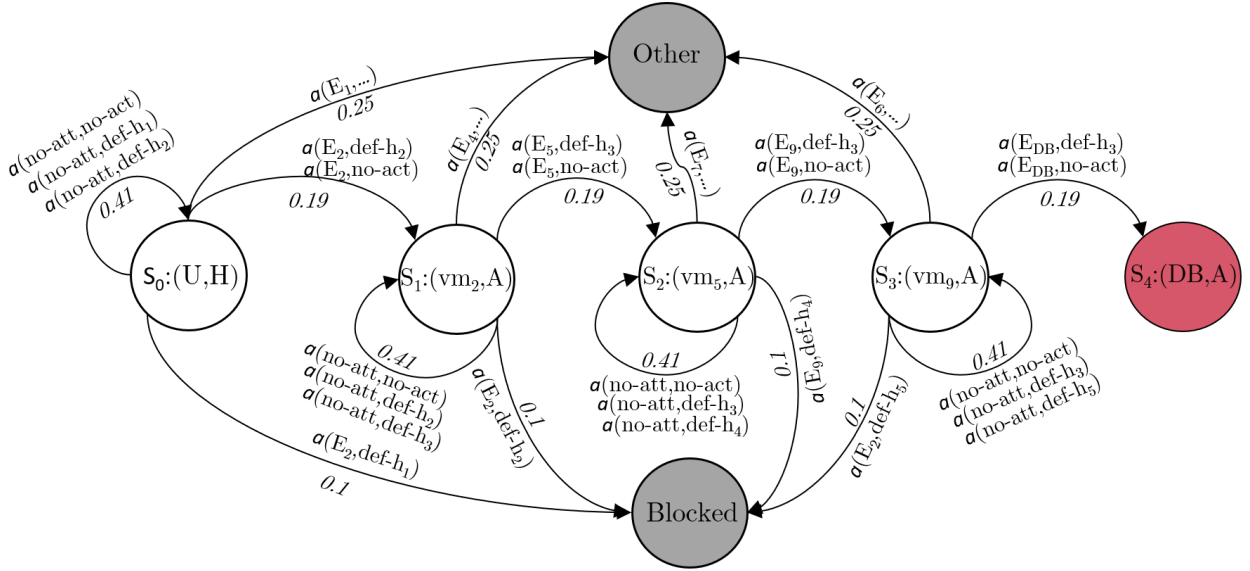 Other
α(E₁,...)
0.25
α(no-att,no-act)
α(no-att,def-h₁)
α(no-att,def-h₂)
0.41
α(E₂,def-h₂)
α(E₂,no-act)
0.19
α(E₄,...)
0.25
α(E₅,def-h₃)
α(E₅,no-act)
0.19
α(E₇,...)
0.25
α(E₉,def-h₃)
α(E₉,no-act)
0.19
α(E₆,...)
0.25
α(E_DB,def-h₃)
α(E_DB,no-act)
0.19
S₀:(U,H)
S₁:(vm₂,A)
S₂:(vm₅,A)
S₃:(vm₉,A)
S₄:(DB,A)
0.41
α(no-att,no-act)
α(no-att,def-h₂)
α(no-att,def-h₃)
α(E₂,def-h₂)
0.1
0.41
α(no-att,no-act)
α(no-att,def-h₃)
α(no-att,def-h₄)
α(E₉,def-h₄)
0.1
0.1
α(E₂,def-h₅)
0.41
α(no-att,no-act)
α(no-att,def-h₃)
α(no-att,def-h₅)
α(E₂,def-h₁)
0.1
Blocked